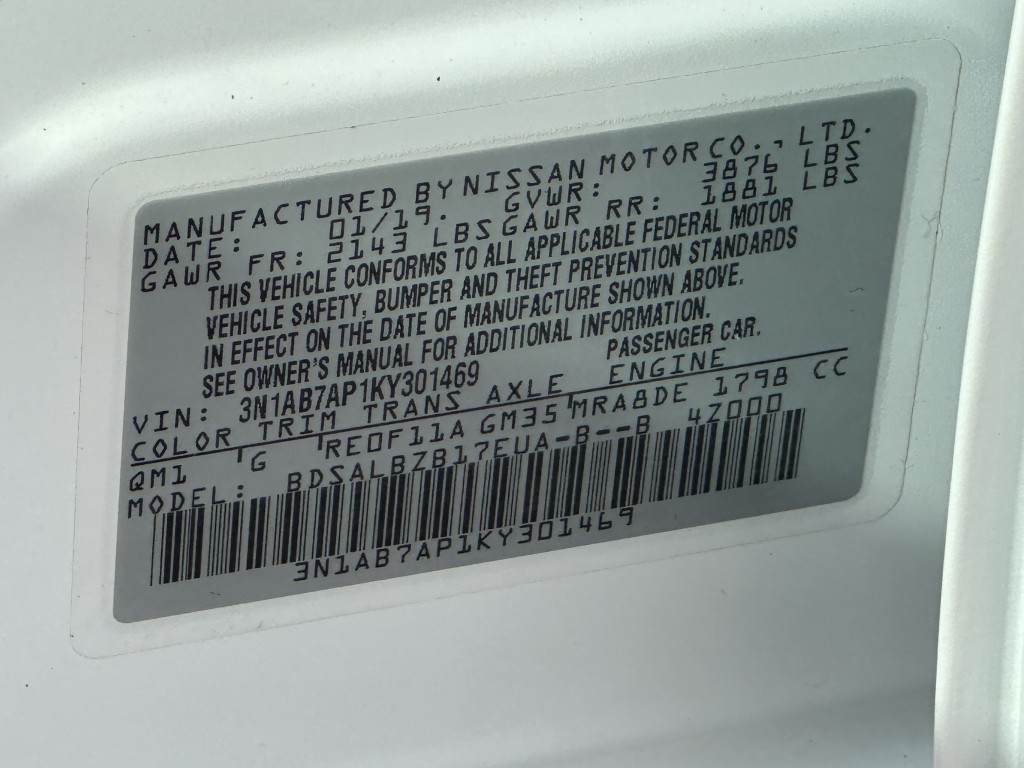 MANUFACTURED BY NISSAN MOTOR CO., LTD.
DATE: 01/19. GVWR: 3876 LBS
GAWR FR: 2143 LBS GAWR RR: 1881 LBS
THIS VEHICLE CONFORMS TO ALL APPLICABLE FEDERAL MOTOR
VEHICLE SAFETY, BUMPER AND THEFT PREVENTION STANDARDS
IN EFFECT ON THE DATE OF MANUFACTURE SHOWN ABOVE.
SEE OWNER'S MANUAL FOR ADDITIONAL INFORMATION.
VIN: 3N1AB7AP1KY301469 PASSENGER CAR.
COLOR TRIM TRANS AXLE ENGINE
QM1 G RE0F11A GM35 MRA8DE 1798 CC
MODEL: BDSALBZB17EUA-B--B 4Z000
3N1AB7AP1KY301469